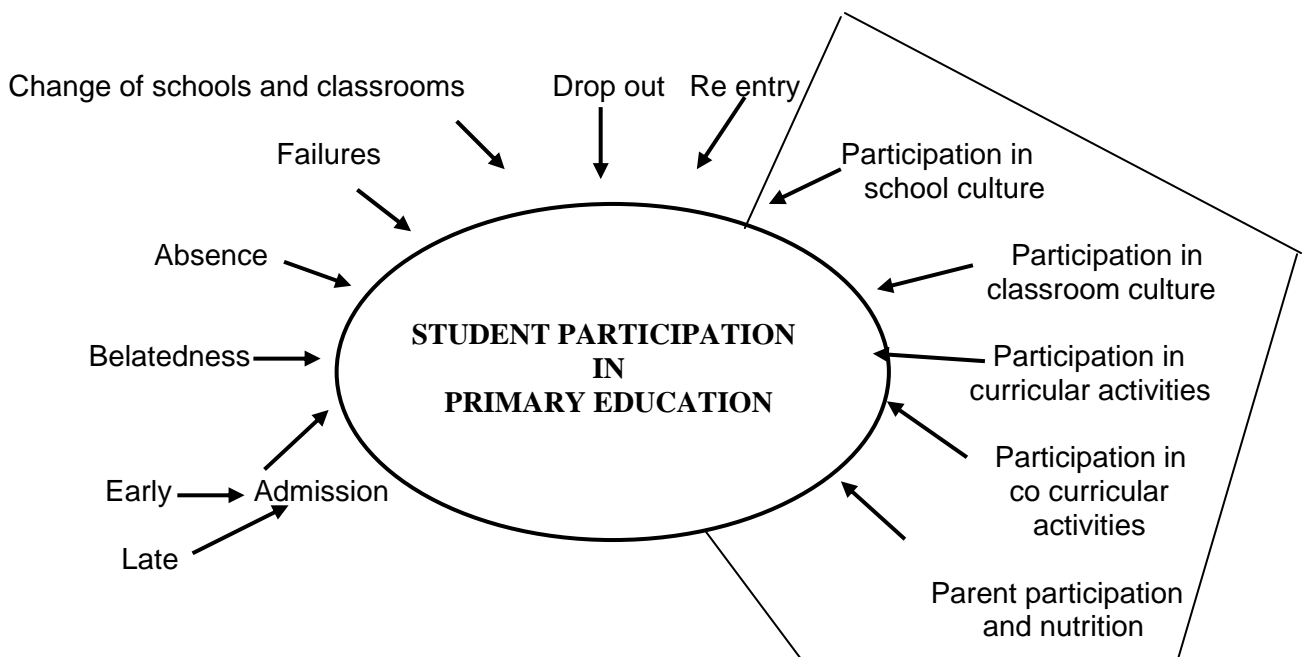 Change of schools and classrooms
Drop out
Re entry
Failures
Participation in
school culture
Absence
Participation in
classroom culture
STUDENT PARTICIPATION
IN
PRIMARY EDUCATION
Belatedness
Participation in
curricular activities
Participation in
co curricular
activities
Early
Admission
Late
Parent participation
and nutrition